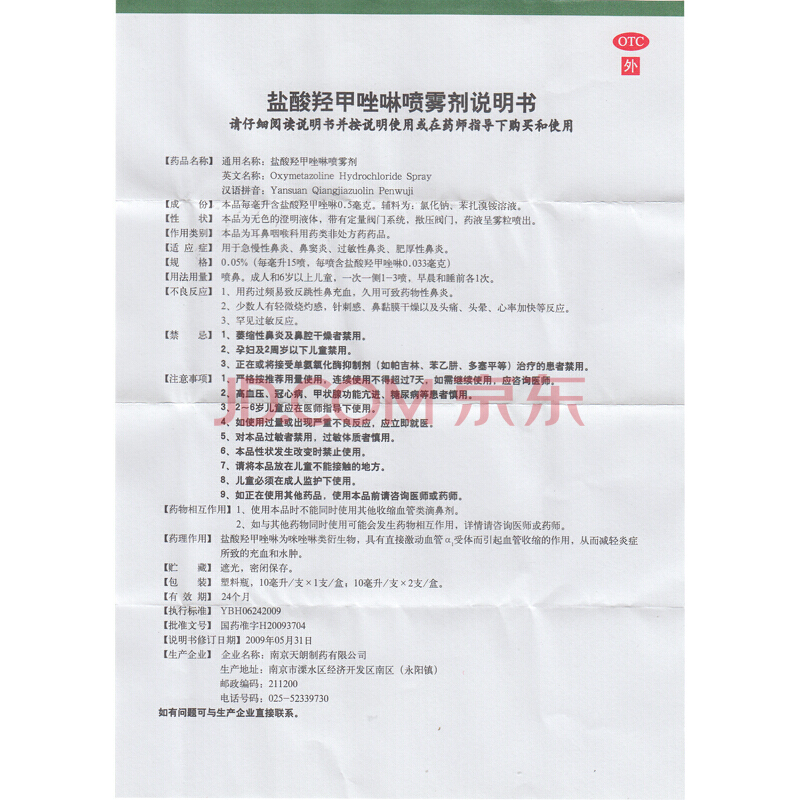 OTC
外
盐酸羟甲唑啉喷雾剂说明书
请仔细阅读说明书并按说明使用或在药师指导下购买和使用
【药品名称】 通用名称：盐酸羟甲唑啉喷雾剂
英文名称：Oxymetazoline Hydrochloride Spray
汉语拼音：Yansuan Qiangjiazuolin Penwuji
【成 份】 本品每毫升含盐酸羟甲唑啉0.5毫克。辅料为：氯化钠、苯扎溴铵溶液。
【性 状】 本品为无色的澄明液体，带有定量阀门系统，揿压阀门，药液呈雾粒喷出。
【作用类别】 本品为耳鼻咽喉科用药类非处方药药品。
【适 应 症】 用于急慢性鼻炎、鼻窦炎、过敏性鼻炎、肥厚性鼻炎。
【规 格】 0.05%（每毫升15喷，每喷含盐酸羟甲唑啉0.033毫克）
【用法用量】 喷鼻。成人和6岁以上儿童，一次一侧1-3喷，早晨和睡前各1次。
【不良反应】 1、用药过频易致反跳性鼻充血，久用可致药物性鼻炎。
2、少数人有轻微烧灼感，针刺感、鼻黏膜干燥以及头痛、头晕、心率加快等反应。
3、罕见过敏反应。
【禁 忌】 1、萎缩性鼻炎及鼻腔干燥者禁用。
2、孕妇及2周岁以下儿童禁用。
3、正在或将接受单氨氧化酶抑制剂（如帕吉林、苯乙肼、多塞平等）治疗的患者禁用。
【注意事项】 1、严格按推荐用量使用，连续使用不得超过7天，如需继续使用，应咨询医师。
2、高血压、冠心病、甲状腺功能亢进、糖尿病等患者慎用。
3、2~6岁儿童应在医师指导下使用。
JD.COM 京东
4、如使用过量或出现严重不良反应，应立即就医。
5、对本品过敏者禁用，过敏体质者慎用。
6、本品性状发生改变时禁止使用。
7、请将本品放在儿童不能接触的地方。
8、儿童必须在成人监护下使用。
9、如正在使用其他药品，使用本品前请咨询医师或药师。
【药物相互作用】 1、使用本品时不能同时使用其他收缩血管类滴鼻剂。
2、如与其他药物同时使用可能会发生药物相互作用，详情请咨询医师或药师。
【药理作用】 盐酸羟甲唑啉为咪唑啉类衍生物，具有直接激动血管α₁受体而引起血管收缩的作用，从而减轻炎症
所致的充血和水肿。
【贮 藏】 遮光，密闭保存。
【包 装】 塑料瓶，10毫升/支×1支/盒；10毫升/支×2支/盒。
【有 效 期】 24个月
【执行标准】 YBH06242009
【批准文号】 国药准字H20093704
【说明书修订日期】 2009年05月31日
【生产企业】 企业名称：南京天朗制药有限公司
生产地址：南京市溧水区经济开发区南区（永阳镇）
邮政编码：211200
电话号码：025-52339730
如有问题可与生产企业直接联系。